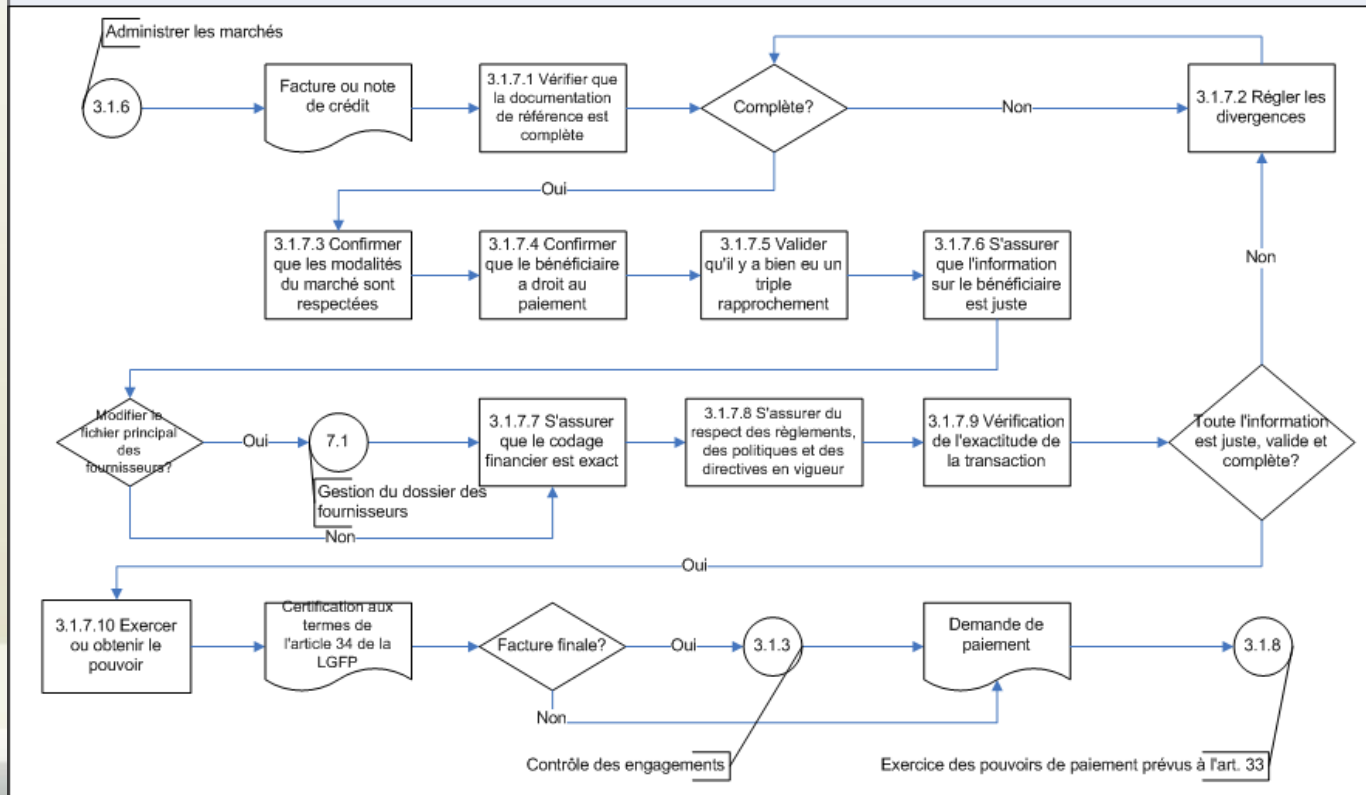 Administrer les marchés
3.1.6
Facture ou note
de crédit
3.1.7.1 Vérifier que
la documentation
de référence est
complète
Complète?
Non
3.1.7.2 Régler les
divergences
Oui
3.1.7.3 Confirmer
que les modalités
du marché sont
respectées
3.1.7.4 Confirmer
que le bénéficiaire
a droit au
paiement
3.1.7.5 Valider
qu'il y a bien eu un
triple
rapprochement
3.1.7.6 S'assurer
que l'information
sur le bénéficiaire
est juste
Non
Modifier le
fichier principal
des
fournisseurs?
Oui
7.1
Gestion du dossier des
fournisseurs
Non
3.1.7.7 S'assurer
que le codage
financier est exact
3.1.7.8 S'assurer du
respect des règlements,
des politiques et des
directives en vigueur
3.1.7.9 Vérification
de l'exactitude de
la transaction
Toute l'information
est juste, valide et
complète?
Oui
3.1.7.10 Exercer
ou obtenir le
pouvoir
Certification aux
termes de
l'article 34 de la
LGFP
Facture finale?
Oui
Non
3.1.3
Contrôle des engagements
Demande de
paiement
3.1.8
Exercice des pouvoirs de paiement prévus à l'art. 33